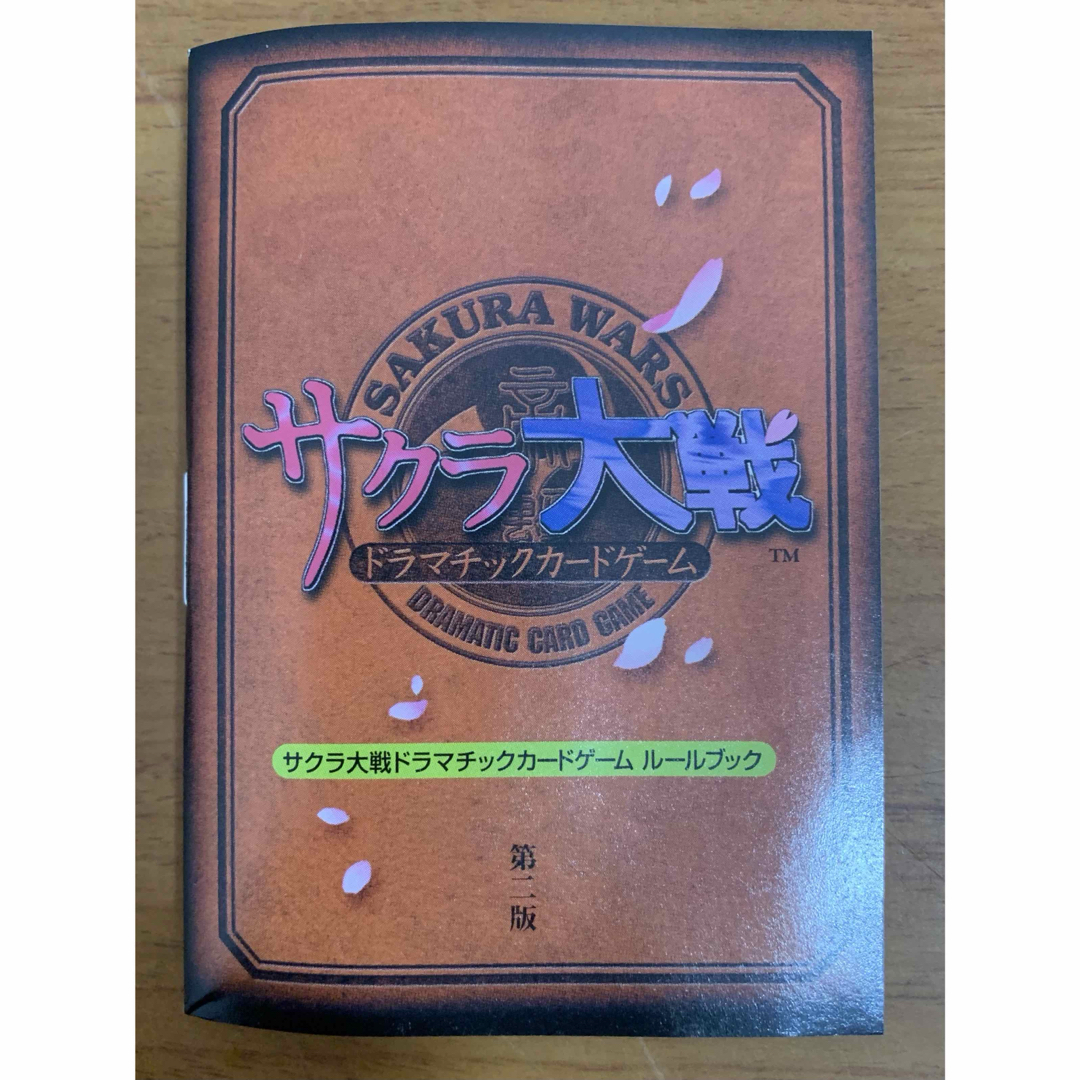 SAKURA WARS
サクラ大戦
TM
ドラマチックカードゲーム
DRAMATIC CARD GAME
サクラ大戦ドラマチックカードゲーム ルールブック
第二版